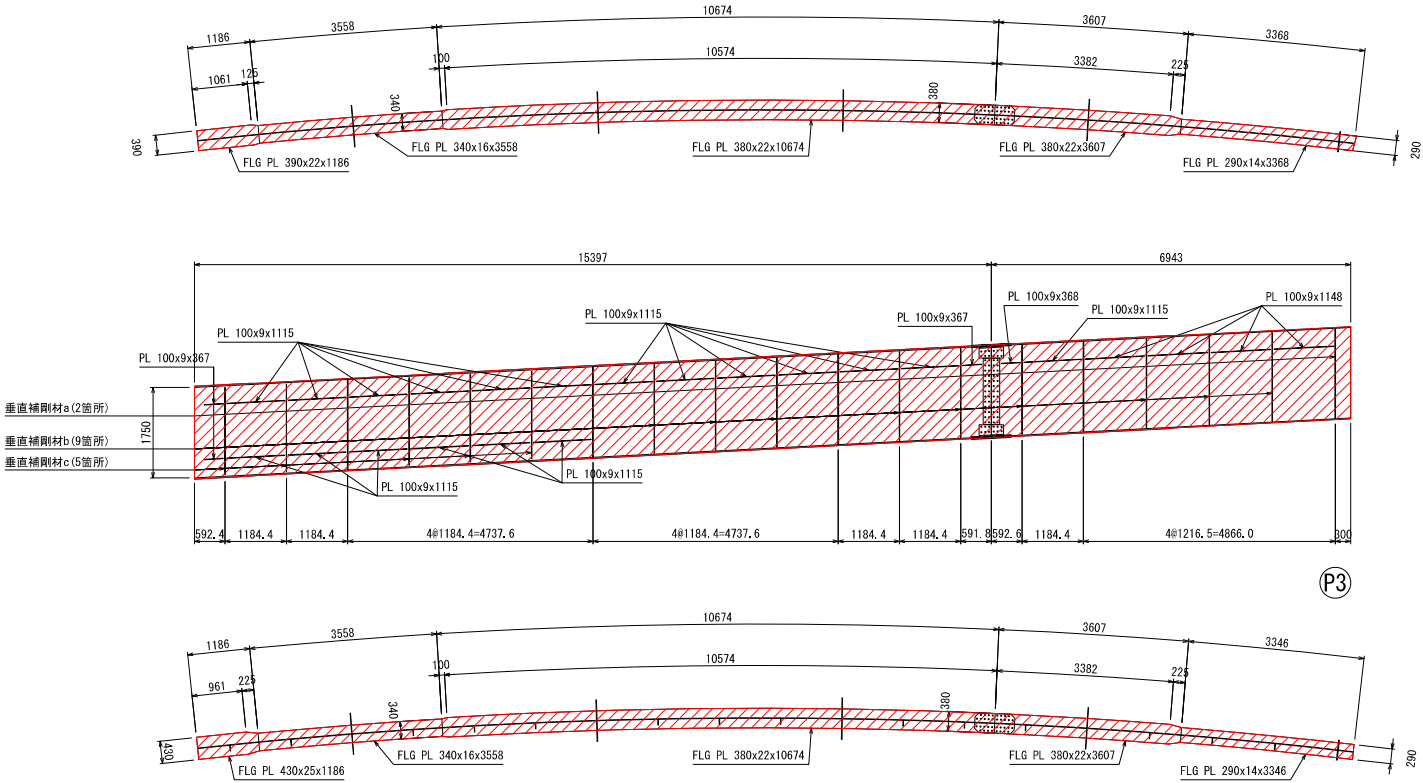 10674
3558
3607
1186
3368
10574
100
3382
225
1061
125
340
380
390
290
FLG PL 390x22x1186
FLG PL 340x16x3558
FLG PL 380x22x10674
FLG PL 380x22x3607
FLG PL 290x14x3368
15397
6943
PL 100x9x1115
PL 100x9x1115
PL 100x9x367
PL 100x9x368
PL 100x9x1115
PL 100x9x1148
PL 100x9x367
垂直補剛材a(2箇所)
垂直補剛材b(9箇所)
垂直補剛材c(5箇所)
1750
PL 100x9x1115
PL 100x9x1115
592.4
1184.4
1184.4
4@1184.4=4737.6
4@1184.4=4737.6
1184.4
1184.4
591.8
592.6
1184.4
4@1216.5=4866.0
300
P3
10674
3558
3607
1186
3346
10574
100
3382
225
961
225
340
380
430
290
FLG PL 430x25x1186
FLG PL 340x16x3558
FLG PL 380x22x10674
FLG PL 380x22x3607
FLG PL 290x14x3346